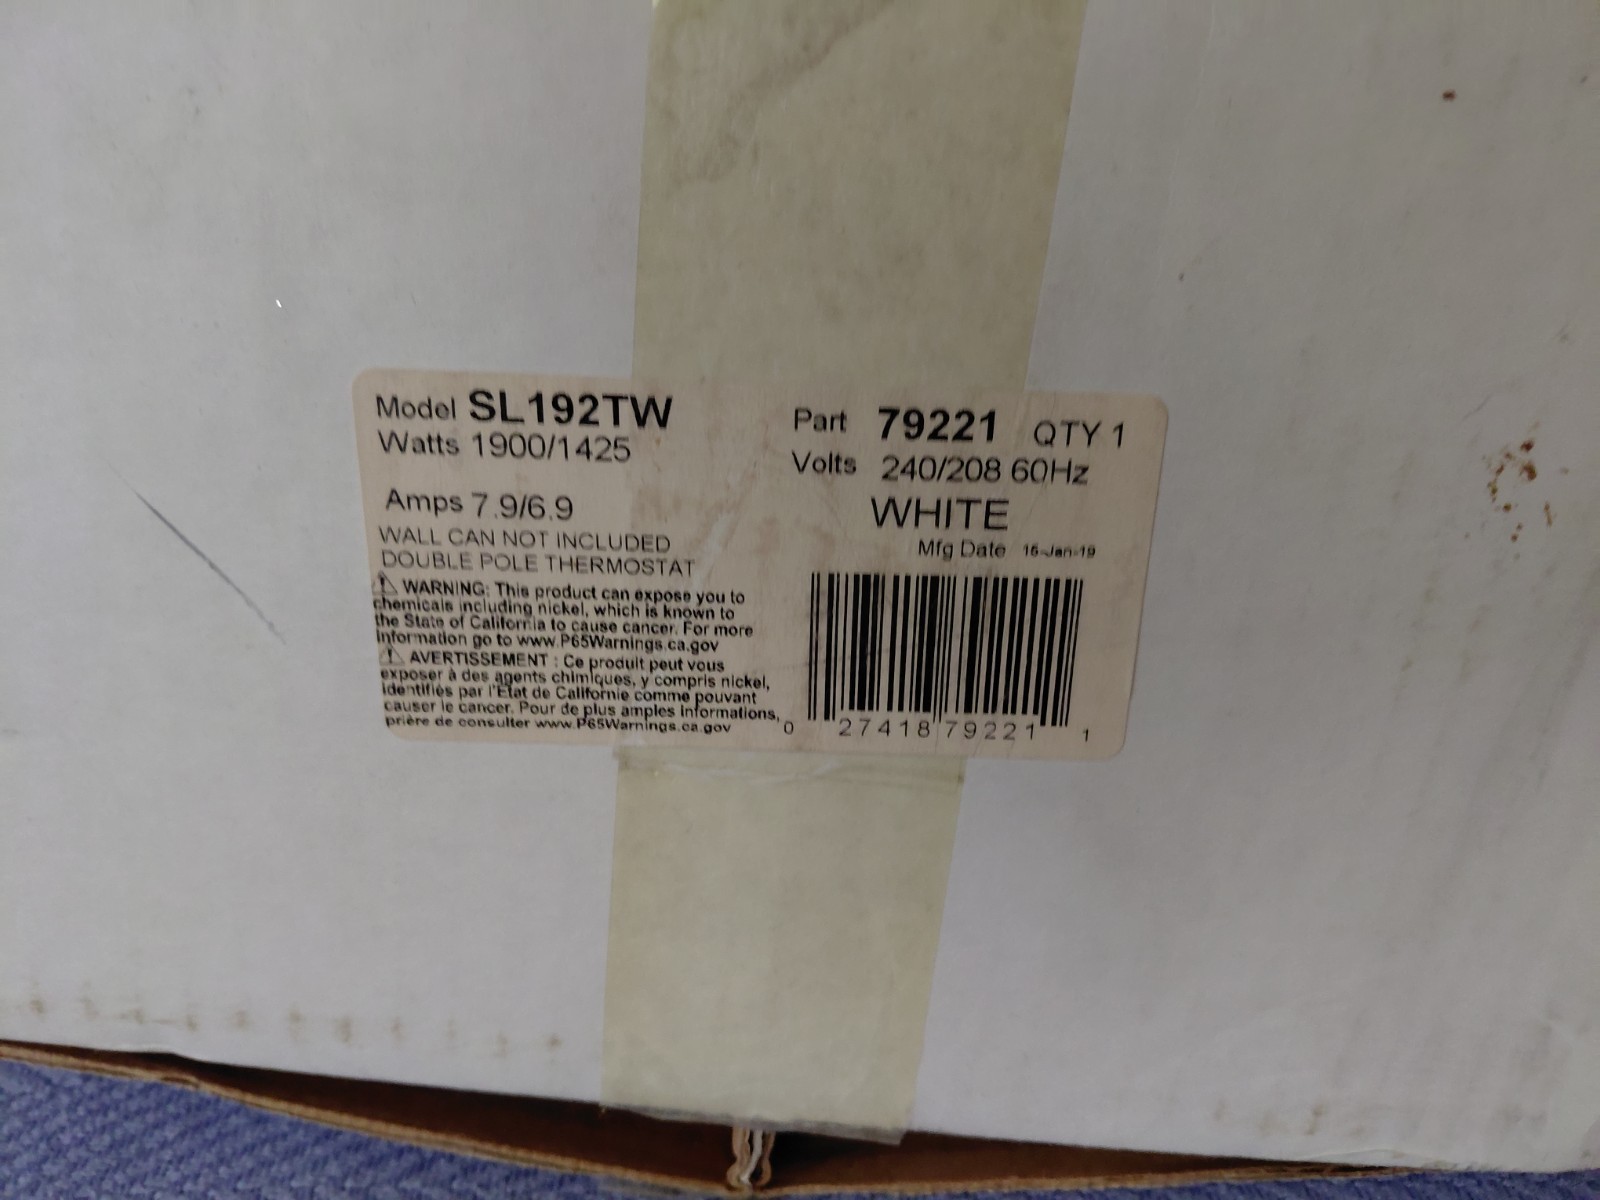 Model SL192TW
Part 79221 QTY 1
Watts 1900/1425
Volts 240/208 60Hz
Amps 7.9/6.9
WHITE
WALL CAN NOT INCLUDED
Mfg Date 15-Jan-19
DOUBLE POLE THERMOSTAT
⚠ WARNING: This product can expose you to
chemicals including nickel, which is known to
the State of California to cause cancer. For more
information go to www.P65Warnings.ca.gov
⚠ AVERTISSEMENT : Ce produit peut vous
exposer à des agents chimiques, y compris nickel,
identifiés par l'État de Californie comme pouvant
causer le cancer. Pour de plus amples informations,
prière de consulter www.P65Warnings.ca.gov
0 27418 79221 1